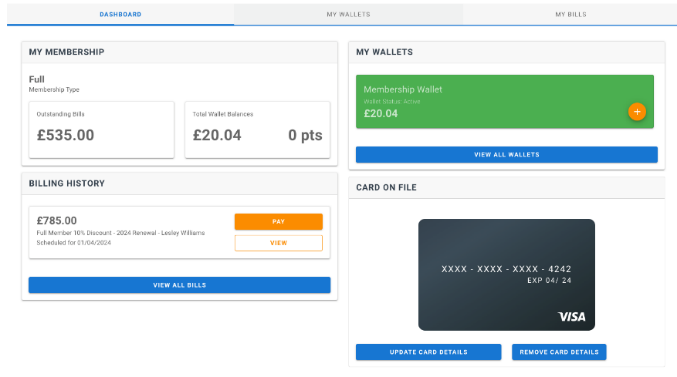 DASHBOARD
MY WALLETS
MY BILLS
MY MEMBERSHIP
Full
Membership Type
Outstanding Bills
£535.00
Total Wallet Balances
£20.04 0 pts
BILLING HISTORY
£785.00
Full Member 10% Discount - 2024 Renewal - Lesley Williams
Scheduled for 01/04/2024
PAY
VIEW
VIEW ALL BILLS
MY WALLETS
Membership Wallet
Wallet Status: Active
£20.04
+
VIEW ALL WALLETS
CARD ON FILE
XXXX - XXXX - XXXX - 4242
EXP 04/ 24
VISA
UPDATE CARD DETAILS
REMOVE CARD DETAILS